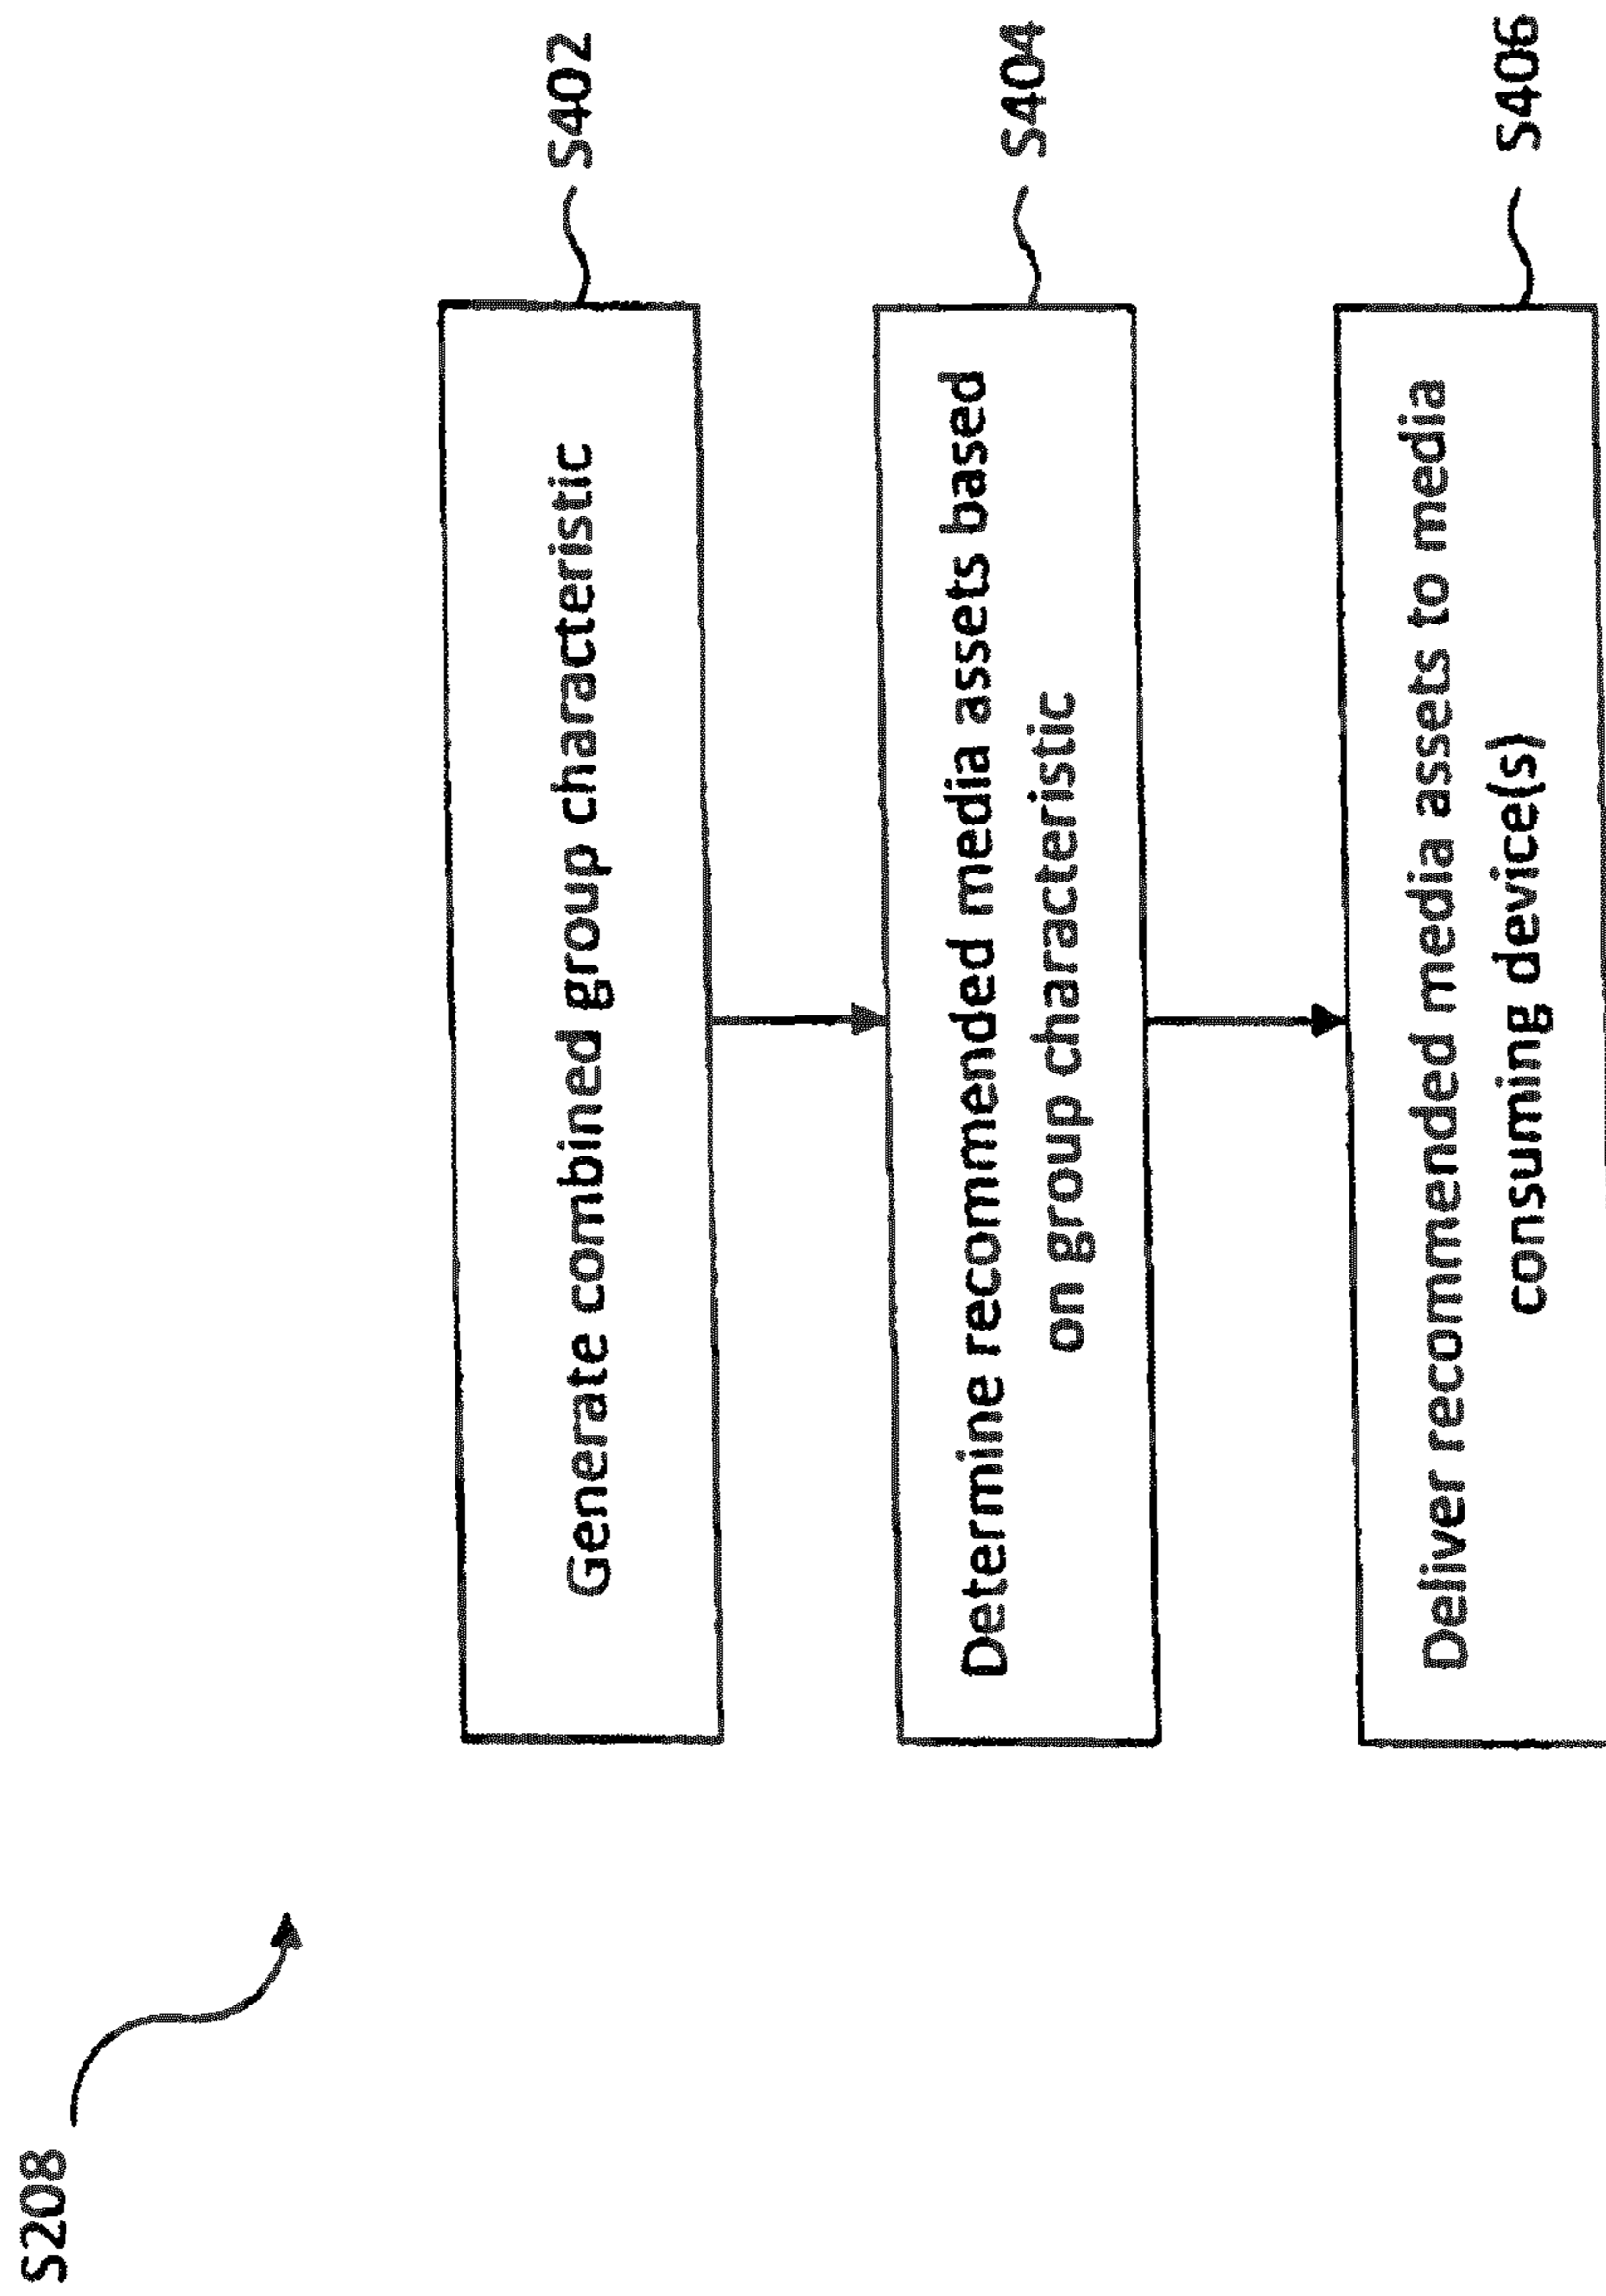 S208
Generate combined group characteristic
S402
Determine recommended media assets based
on group characteristic
S404
Deliver recommended media assets to media
consuming device(s)
S406